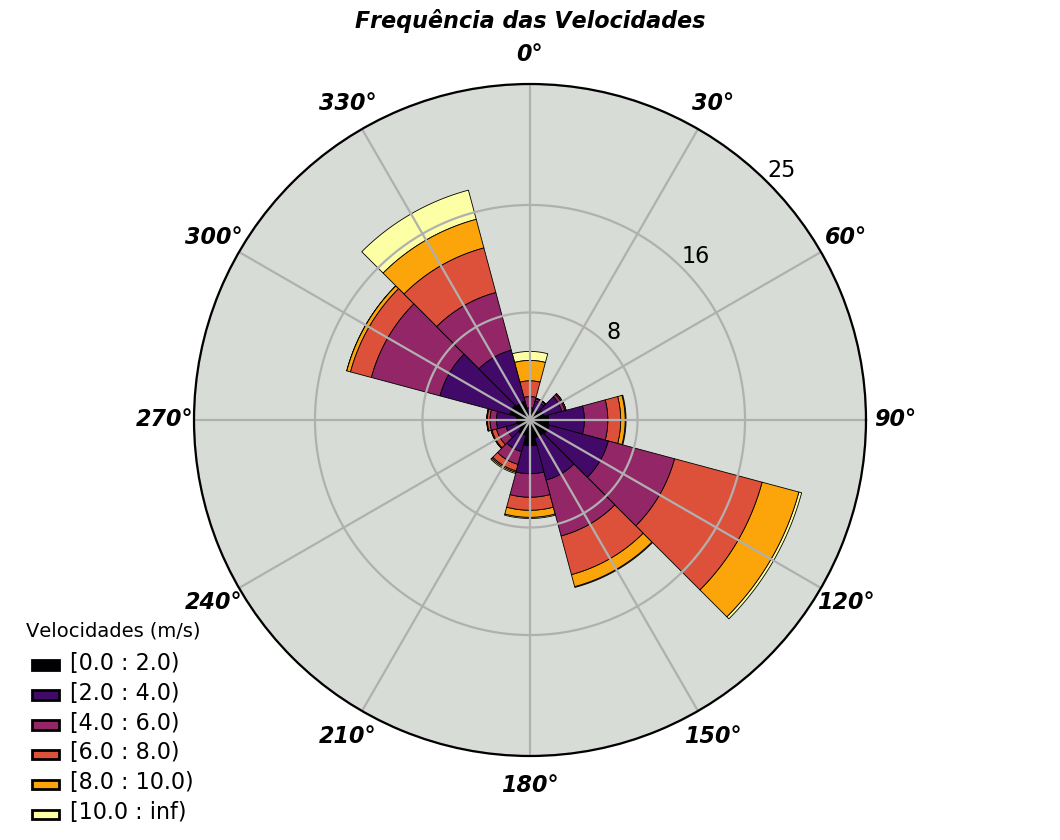 Frequência das Velocidades
0°
330°
30°
25
300°
60°
16
8
270°
90°
240°
120°
210°
150°
180°
Velocidades (m/s)
[0.0 : 2.0)
[2.0 : 4.0)
[4.0 : 6.0)
[6.0 : 8.0)
[8.0 : 10.0)
[10.0 : inf)